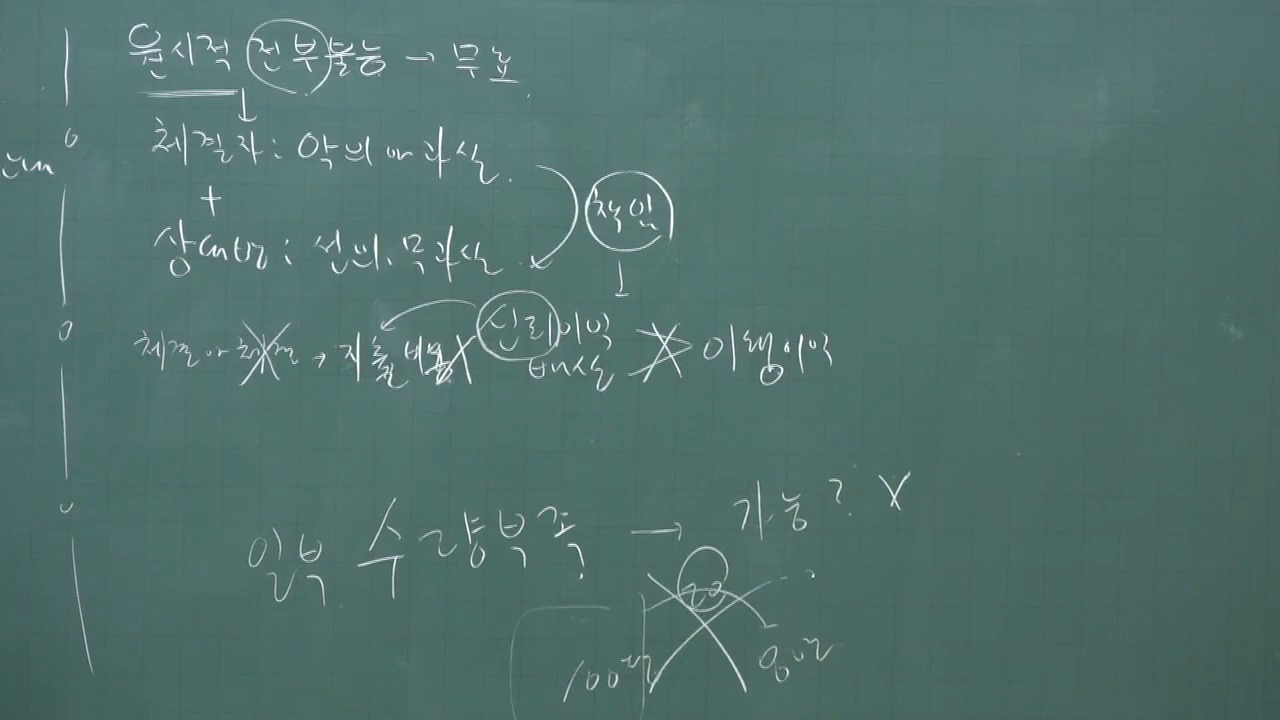 원시적 전부불능 → 무효
체결자 : 악의 or 과실
+
상대방 : 선의. 무과실
책임
체결 → 지출비용 X 신뢰이익
배상 이행이익
일부 수량부족 → 가능? X
20
100평 80평